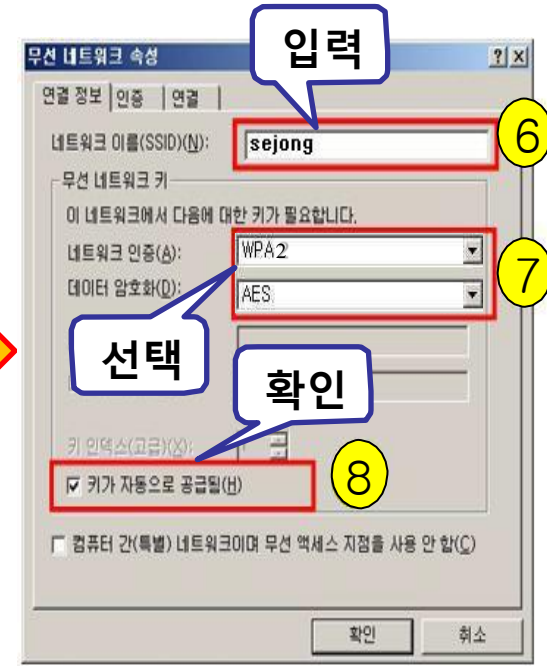 입력
무선 네트워크 속성
연결 정보 인증 연결
네트워크 이름(SSID)(N): sejong
6
무선 네트워크 키
이 네트워크에서 다음에 대한 키가 필요합니다.
네트워크 인증(A): WPA2
데이터 암호화(D): AES
7
선택
확인
키 인덱스(고급)(X):
8
키가 자동으로 공급됨(H)
컴퓨터 간(특별) 네트워크이며 무선 액세스 지점을 사용 안 함(C)
확인 취소